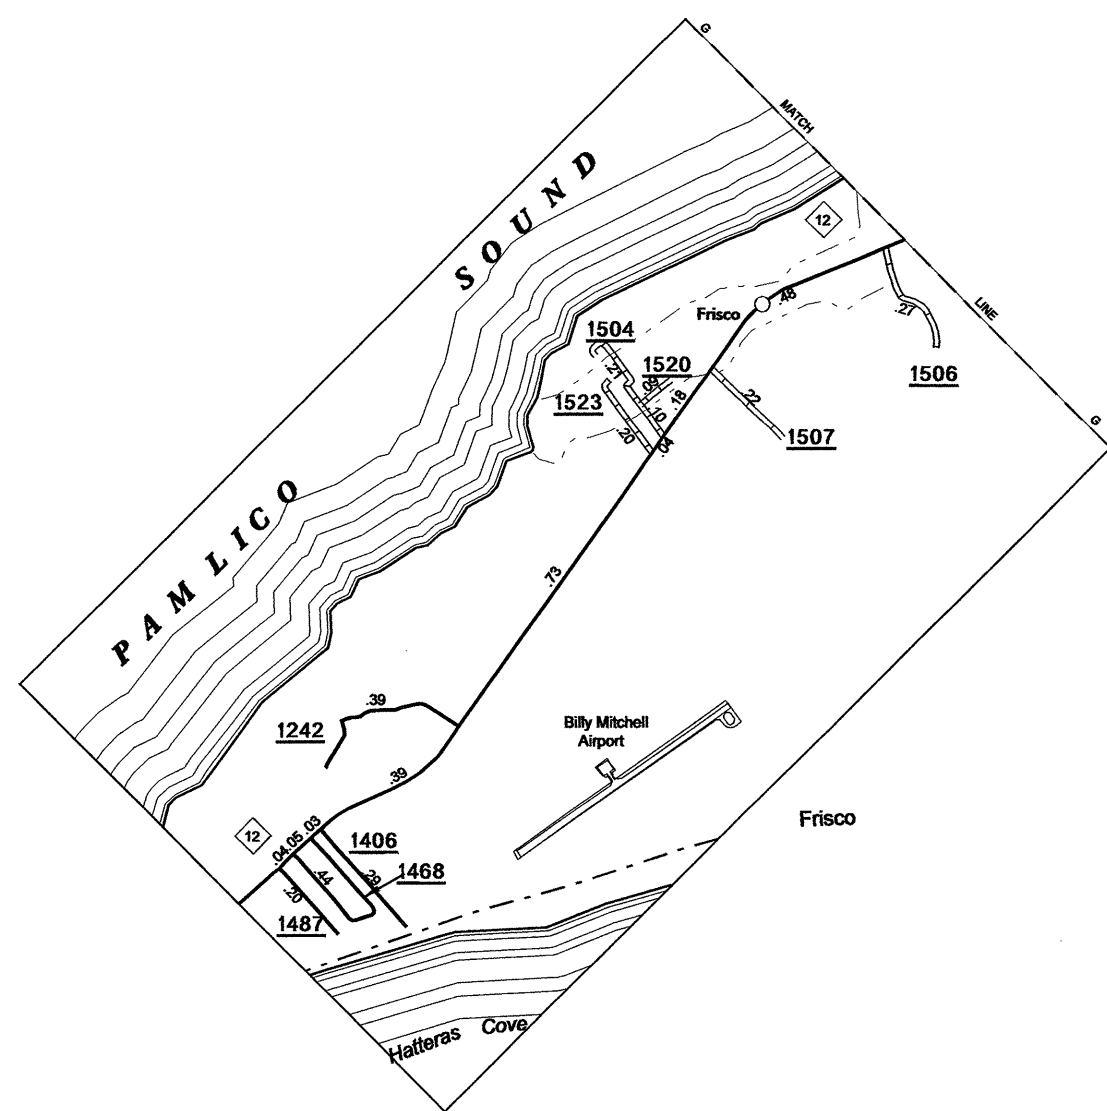 G
MATCH
PAMLICO SOUND
12
.48
Frisco
LINE
.27
1504
1520
1506
.21
.09
1523
.10
.18
.22
G
.20
.04
1507
.73
.39
1242
Billy Mitchell
Airport
.39
Frisco
12
.04
.05
.03
1406
.44
.29
1468
.20
1487
Hatteras Cove